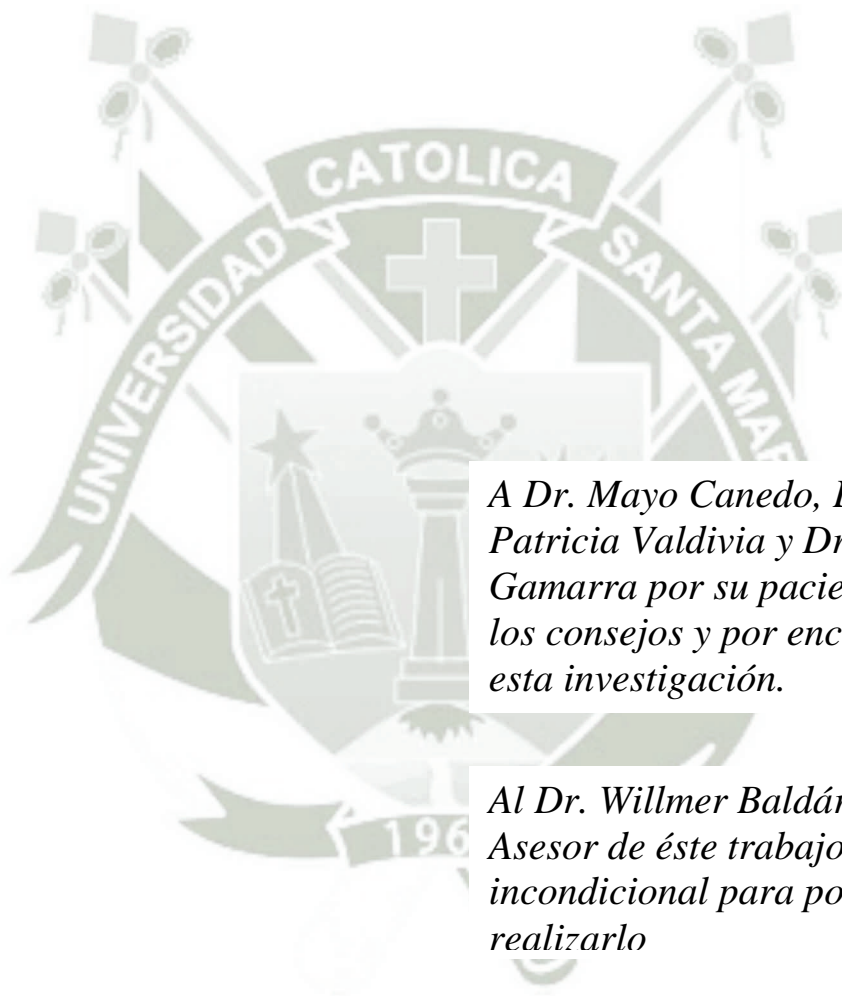 UNIVERSIDAD CATOLICA SANTA MAR
A Dr. Mayo Canedo,
Patricia Valdivia y Dr
Gamarra por su pacie
los consejos y por enc
esta investigación.
Al Dr. Willmer Baldár
Asesor de éste trabajo
incondicional para po
realizarlo
196